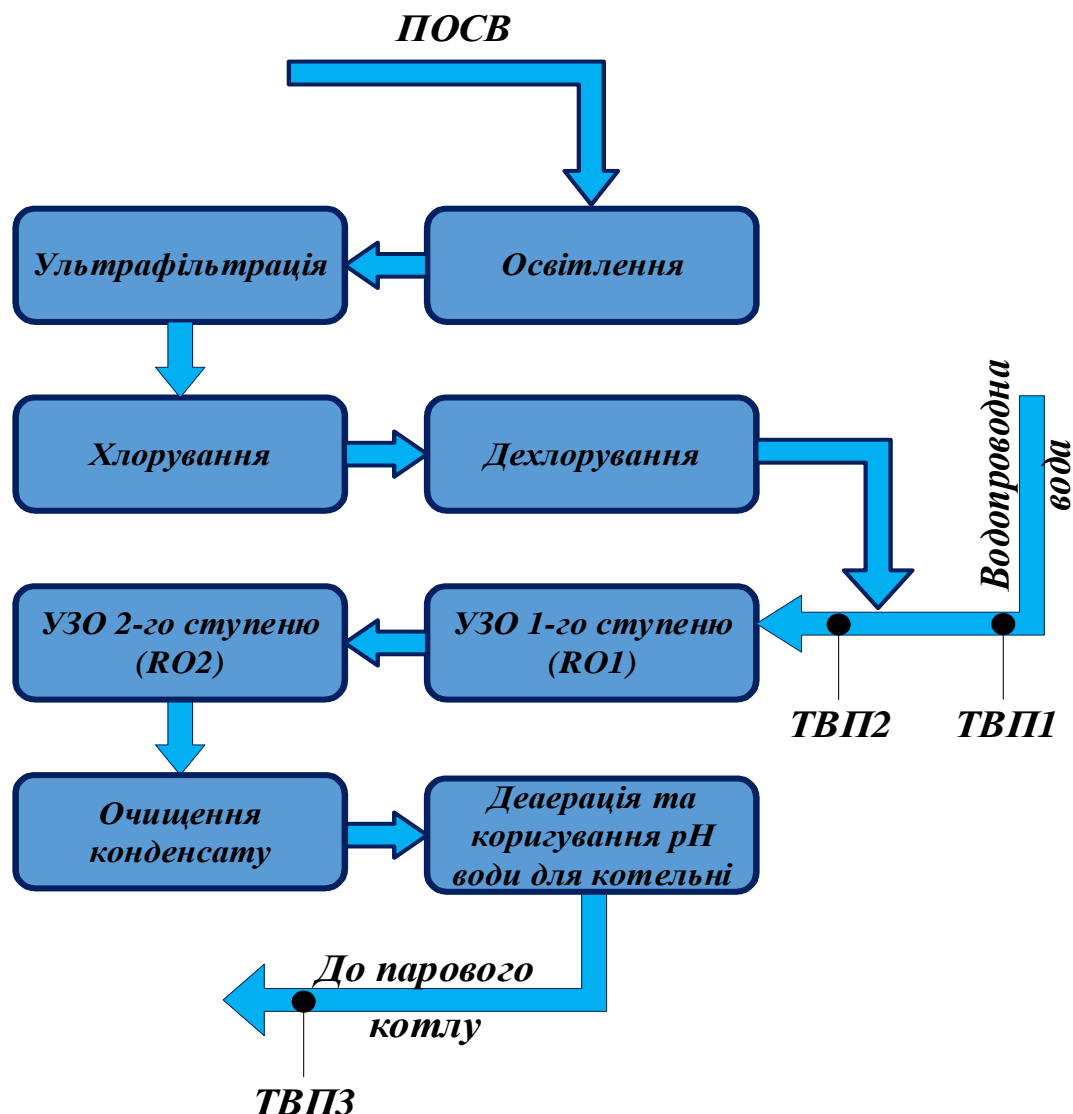 ПОСВ
Ультрафільтрація
Освітлення
Хлорування
Дехлорування
Водопроводна
вода
УЗО 2-го ступеню
(RO2)
УЗО 1-го ступеню
(RO1)
ТВП2
ТВП1
Очищення
конденсату
Деаерація та
коригування pH
води для котельні
До парового
котлу
ТВП3